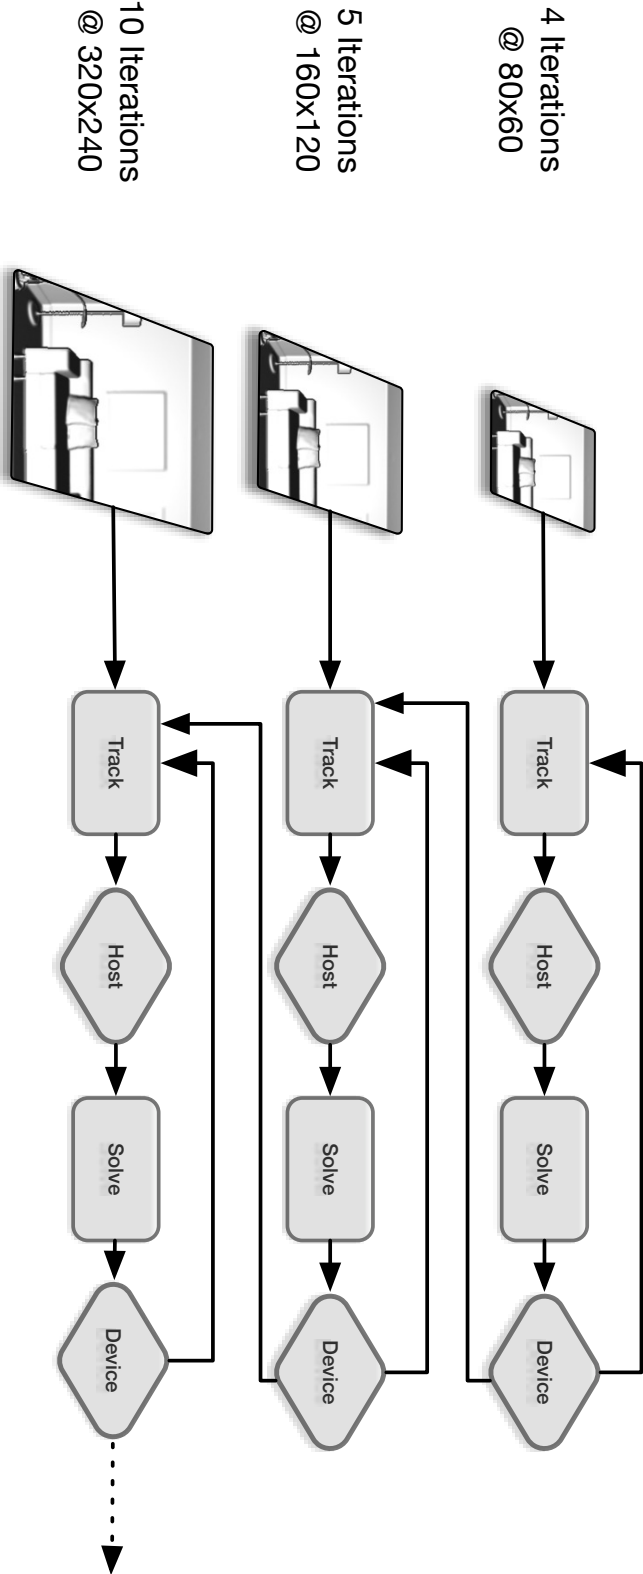 4 Iterations
@ 80x60
Track
Host
Solve
Device
5 Iterations
@ 160x120
Track
Host
Solve
Device
10 Iterations
@ 320x240
Track
Host
Solve
Device